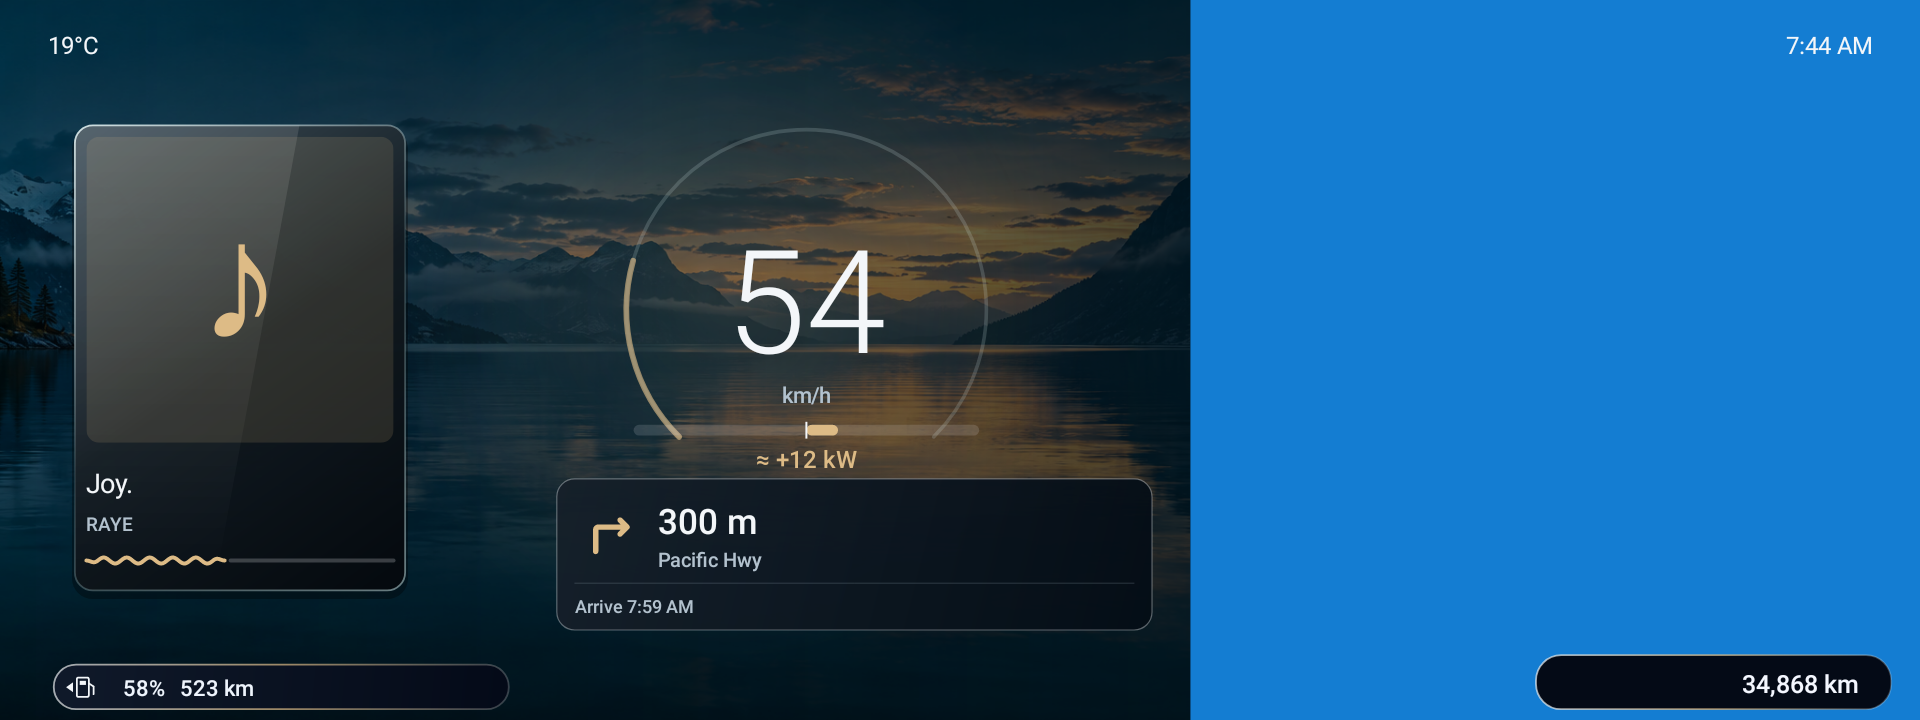 19°C
7:44 AM
54
km/h
≈ +12 kW
Joy.
RAYE
300 m
Pacific Hwy
Arrive 7:59 AM
58% 523 km
34,868 km